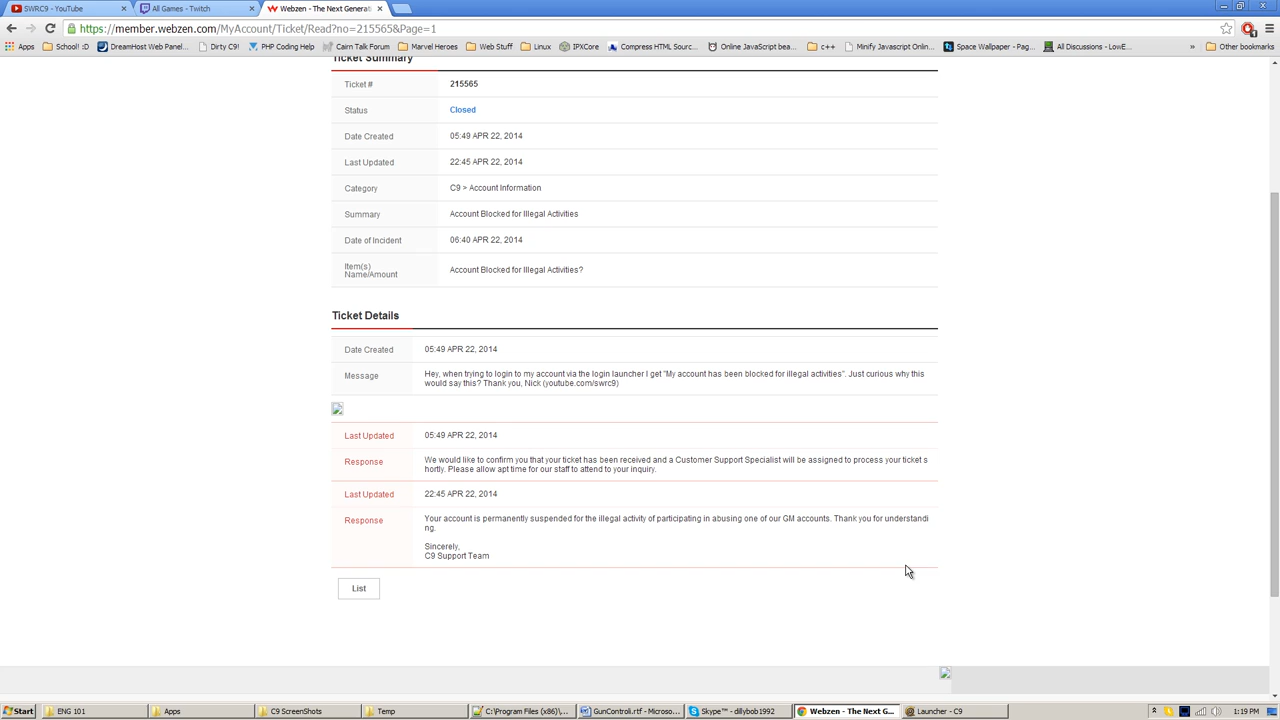 SWRC9 - YouTube
All Games - Twitch
Webzen - The Next Generati
https://member.webzen.com/MyAccount/Ticket/Read?no=215565&Page=1
Apps
School! :D
DreamHost Web Panel...
Dirty C9!
PHP Coding Help
Cairn Talk Forum
Marvel Heroes
Web Stuff
Linux
IPXCore
Compress HTML Sourc...
Online JavaScript bea...
c++
Minify Javascript Onlin...
Space Wallpaper - Pag...
All Discussions - LowE...
»
Other bookmarks
Ticket Summary
Ticket # 215565
Status Closed
Date Created 05:49 APR 22, 2014
Last Updated 22:45 APR 22, 2014
Category C9 > Account Information
Summary Account Blocked for Illegal Activities
Date of Incident 06:40 APR 22, 2014
Item(s)
Name/Amount Account Blocked for Illegal Activities?
Ticket Details
Date Created 05:49 APR 22, 2014
Message Hey, when trying to login to my account via the login launcher I get "My account has been blocked for illegal activities". Just curious why this
would say this? Thank you, Nick (youtube.com/swrc9)
Last Updated 05:49 APR 22, 2014
Response We would like to confirm you that your ticket has been received and a Customer Support Specialist will be assigned to process your ticket s
hortly. Please allow apt time for our staff to attend to your inquiry.
Last Updated 22:45 APR 22, 2014
Response Your account is permanently suspended for the illegal activity of participating in abusing one of our GM accounts. Thank you for understandi
ng.
Sincerely,
C9 Support Team
List
Start
ENG 101
Apps
C9 ScreenShots
Temp
C:\Program Files (x86)\...
GunControll.rtf - Microso...
Skype™ - dillybob1992
Webzen - The Next G...
Launcher - C9
1:19 PM